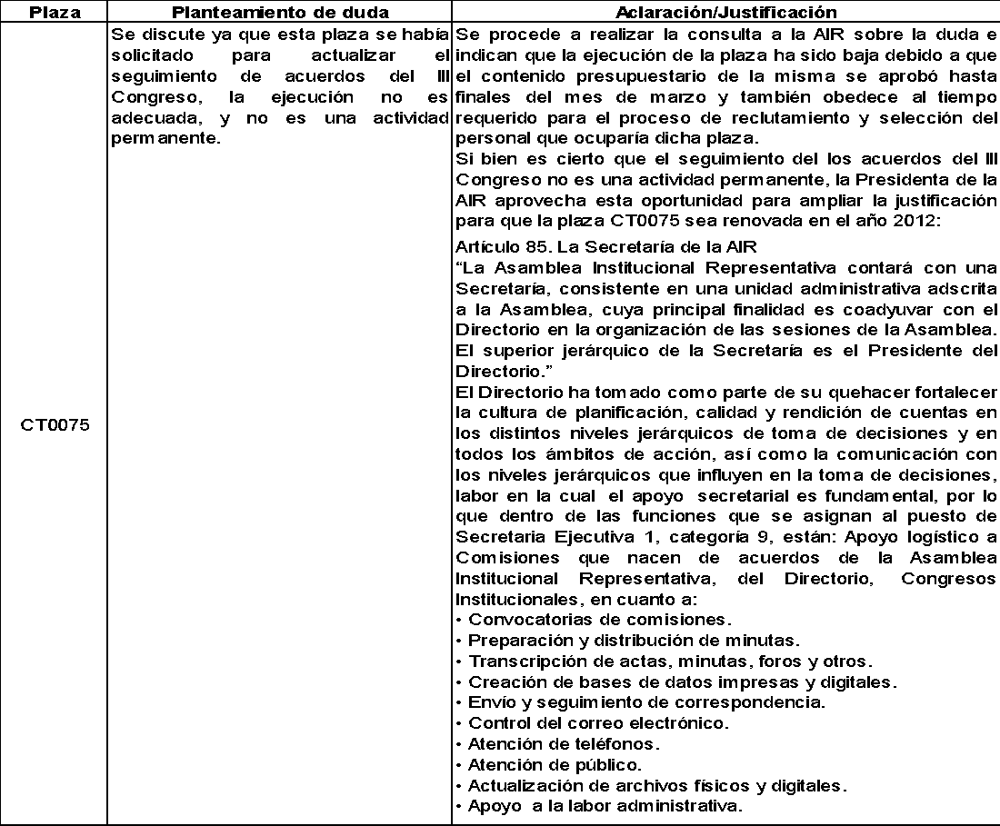 Plaza
Planteamiento de duda
Aclaración/Justificación
CT0075
Se discute ya que esta plaza se había
solicitado para actualizar el
seguimiento de acuerdos del III
Congreso, la ejecución no es
adecuada, y no es una actividad
permanente.
Se procede a realizar la consulta a la AIR sobre la duda e
indican que la ejecución de la plaza ha sido baja debido a que
el contenido presupuestario de la misma se aprobó hasta
finales del mes de marzo y también obedece al tiempo
requerido para el proceso de reclutamiento y selección del
personal que ocuparía dicha plaza.
Si bien es cierto que el seguimiento del los acuerdos del III
Congreso no es una actividad permanente, la Presidenta de la
AIR aprovecha esta oportunidad para ampliar la justificación
para que la plaza CT0075 sea renovada en el año 2012:
Artículo 85. La Secretaría de la AIR
“La Asamblea Institucional Representativa contará con una
Secretaría, consistente en una unidad administrativa adscrita
a la Asamblea, cuya principal finalidad es coadyuvar con el
Directorio en la organización de las sesiones de la Asamblea.
El superior jerárquico de la Secretaría es el Presidente del
Directorio.”
El Directorio ha tomado como parte de su quehacer fortalecer
la cultura de planificación, calidad y rendición de cuentas en
los distintos niveles jerárquicos de toma de decisiones y en
todos los ámbitos de acción, así como la comunicación con
los niveles jerárquicos que influyen en la toma de decisiones,
labor en la cual el apoyo secretarial es fundamental, por lo
que dentro de las funciones que se asignan al puesto de
Secretaria Ejecutiva 1, categoría 9, están: Apoyo logístico a
Comisiones que nacen de acuerdos de la Asamblea
Institucional Representativa, del Directorio, Congresos
Institucionales, en cuanto a:
• Convocatorias de comisiones.
• Preparación y distribución de minutas.
• Transcripción de actas, minutas, foros y otros.
• Creación de bases de datos impresas y digitales.
• Envío y seguimiento de correspondencia.
• Control del correo electrónico.
• Atención de teléfonos.
• Atención de público.
• Actualización de archivos físicos y digitales.
• Apoyo a la labor administrativa.